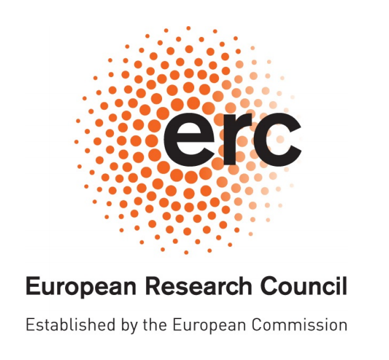 erc
European Research Council
Established by the European Commission